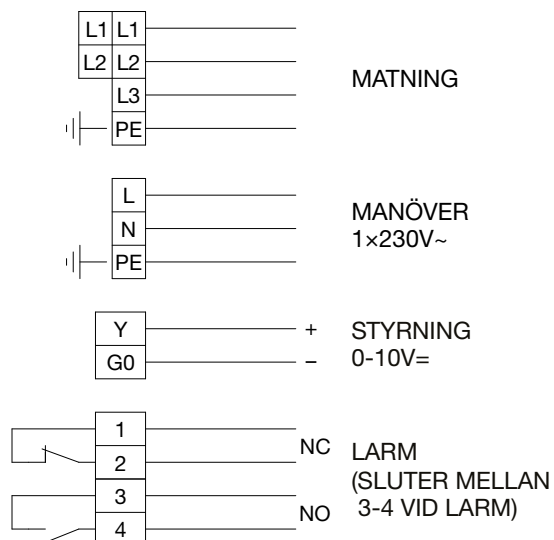 L1 L1
L2 L2
L3
PE
MATNING
L
N
PE
MANÖVER
1×230V~
Y +
G0 –
STYRNING
0-10V=
1
2
NC
3
4
NO
LARM
(SLUTER MELLAN
3-4 VID LARM)